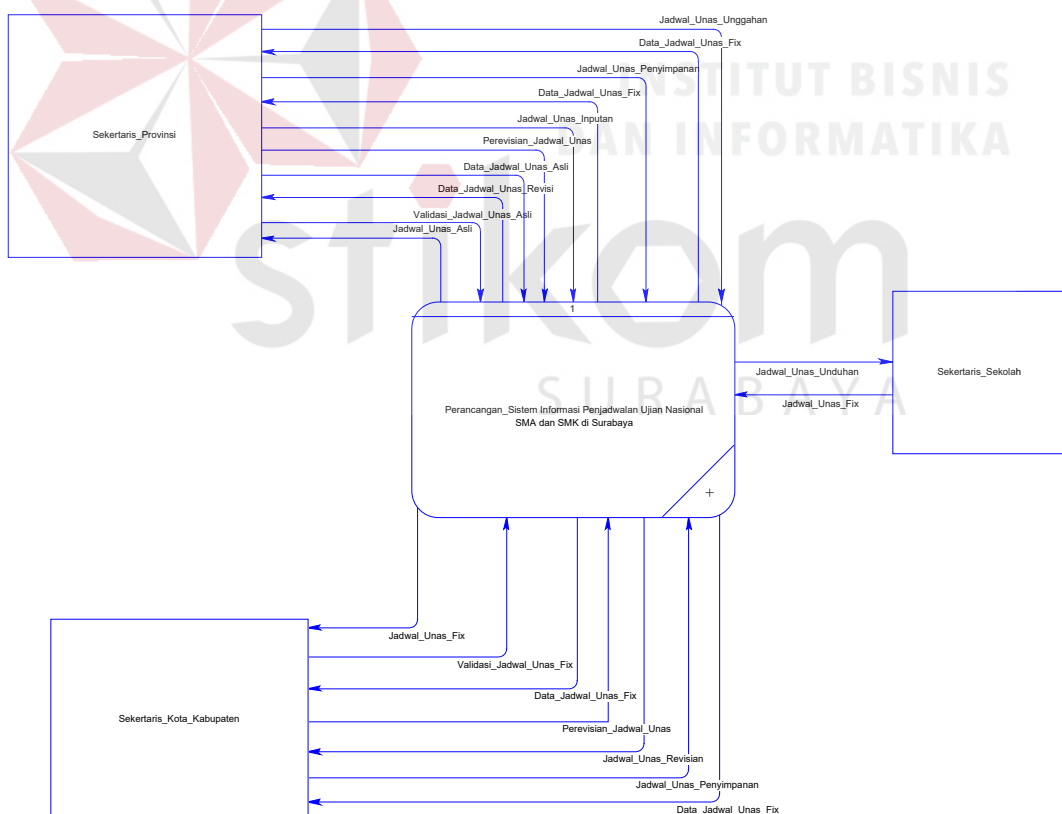 Jadwal_Unas_Unggahan
Data_Jadwal_Unas_Fix
Jadwal_Unas_Penyimpanan
INSTITUT BISNIS
Data_Jadwal_Unas_Fix
Jadwal_Unas_Inputan
Sekertaris_Provinsi
Perevisian_Jadwal_Unas
DAN INFORMATIKA
Data_Jadwal_Unas_Asli
Data_Jadwal_Unas_Revisi
Validasi_Jadwal_Unas_Asli
Jadwal_Unas_Asli
stikom
1
Jadwal_Unas_Unduhan
Sekertaris_Sekolah
SURABAYA
Jadwal_Unas_Fix
Perancangan_Sistem Informasi Penjadwalan Ujian Nasional
SMA dan SMK di Surabaya
+
Jadwal_Unas_Fix
Validasi_Jadwal_Unas_Fix
Data_Jadwal_Unas_Fix
Sekertaris_Kota_Kabupaten
Perevisian_Jadwal_Unas
Jadwal_Unas_Revisian
Jadwal_Unas_Penyimpanan
Data_Jadwal_Unas_Fix